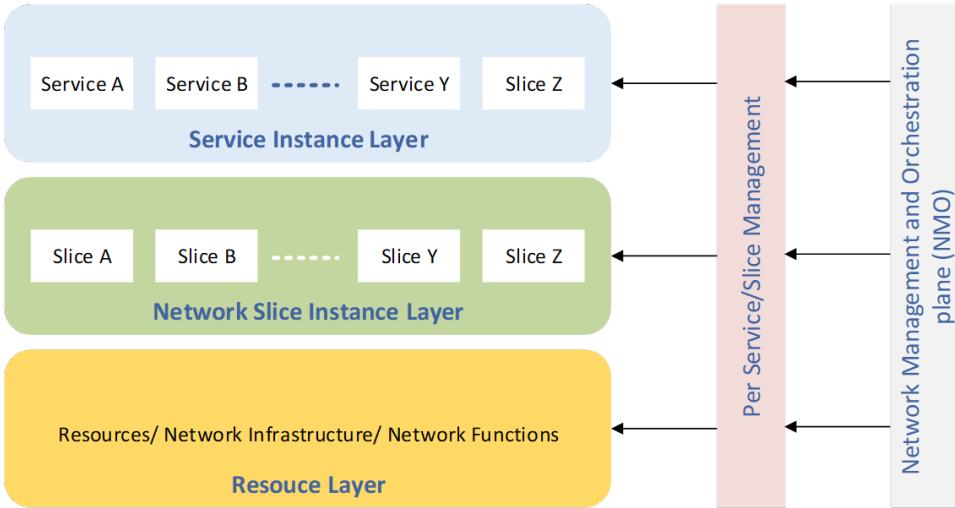 Service A
Service B
Service Y
Slice Z
Service Instance Layer
Slice A
Slice B
Slice Y
Slice Z
Network Slice Instance Layer
Resources/ Network Infrastructure/ Network Functions
Resouce Layer
Per Service/Slice Management
Network Management and Orchestration
plane (NMO)